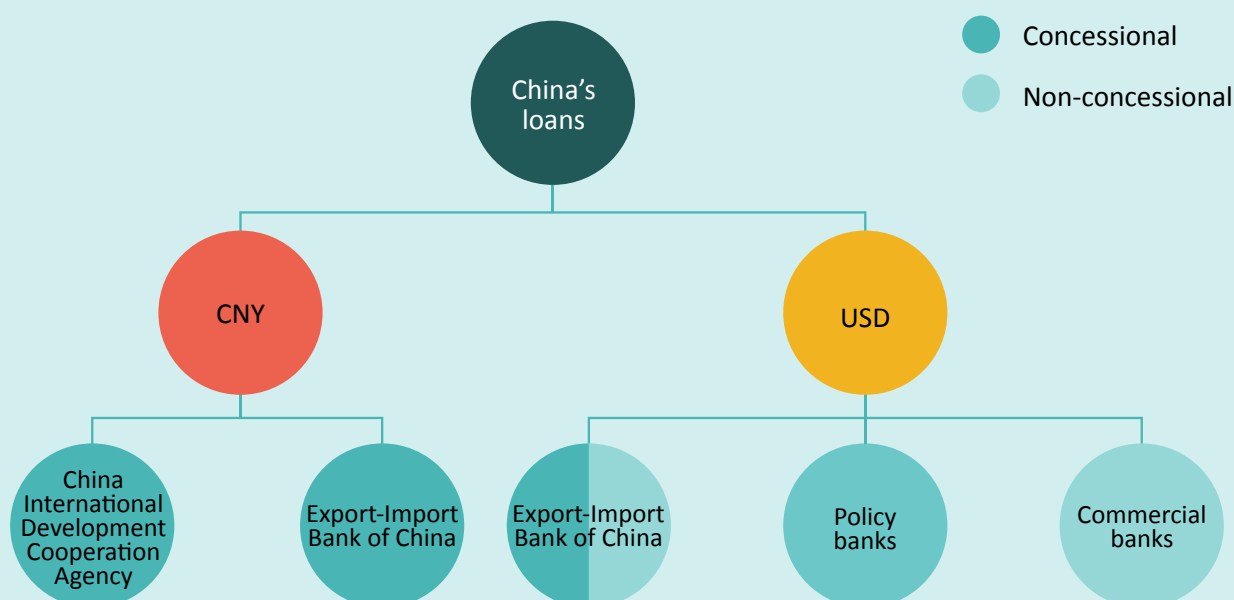 China's
loans
Concessional
Non-concessional
CNY
USD
China
International
Development
Cooperation
Agency
Export-Import
Bank of China
Export-Import
Bank of China
Policy
banks
Commercial
banks